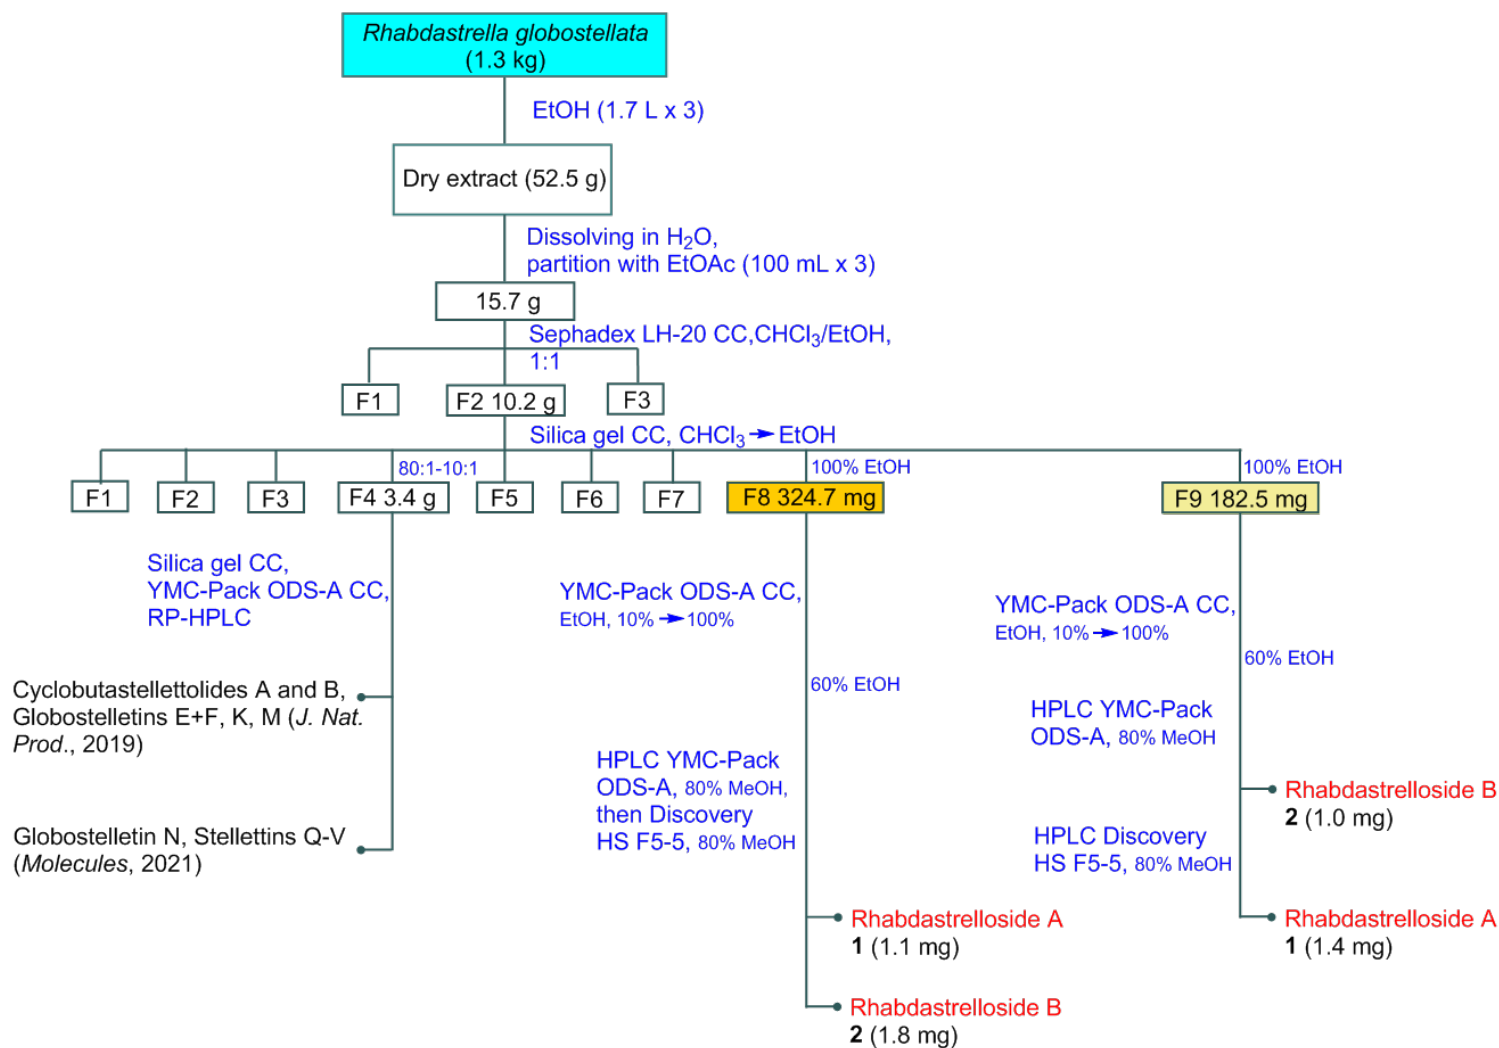 Rhabdastrella globostellata
(1.3 kg)
EtOH (1.7 L x 3)
Dry extract (52.5 g)
Dissolving in H₂O,
partition with EtOAc (100 mL x 3)
15.7 g
Sephadex LH-20 CC,CHCl₃/EtOH,
1:1
F1
F2 10.2 g
F3
Silica gel CC, CHCl₃ → EtOH
80:1-10:1
100% EtOH
100% EtOH
F1
F2
F3
F4 3.4 g
F5
F6
F7
F8 324.7 mg
F9 182.5 mg
Silica gel CC,
YMC-Pack ODS-A CC,
RP-HPLC
Cyclobutastellettolides A and B,
Globostelletins E+F, K, M (J. Nat.
Prod., 2019)
Globostelletin N, Stellettins Q-V
(Molecules, 2021)
YMC-Pack ODS-A CC,
EtOH, 10% → 100%
60% EtOH
HPLC YMC-Pack
ODS-A, 80% MeOH,
then Discovery
HS F5-5, 80% MeOH
Rhabdastrelloside A
1 (1.1 mg)
Rhabdastrelloside B
2 (1.8 mg)
YMC-Pack ODS-A CC,
EtOH, 10% → 100%
60% EtOH
HPLC YMC-Pack
ODS-A, 80% MeOH
Rhabdastrelloside B
2 (1.0 mg)
HPLC Discovery
HS F5-5, 80% MeOH
Rhabdastrelloside A
1 (1.4 mg)